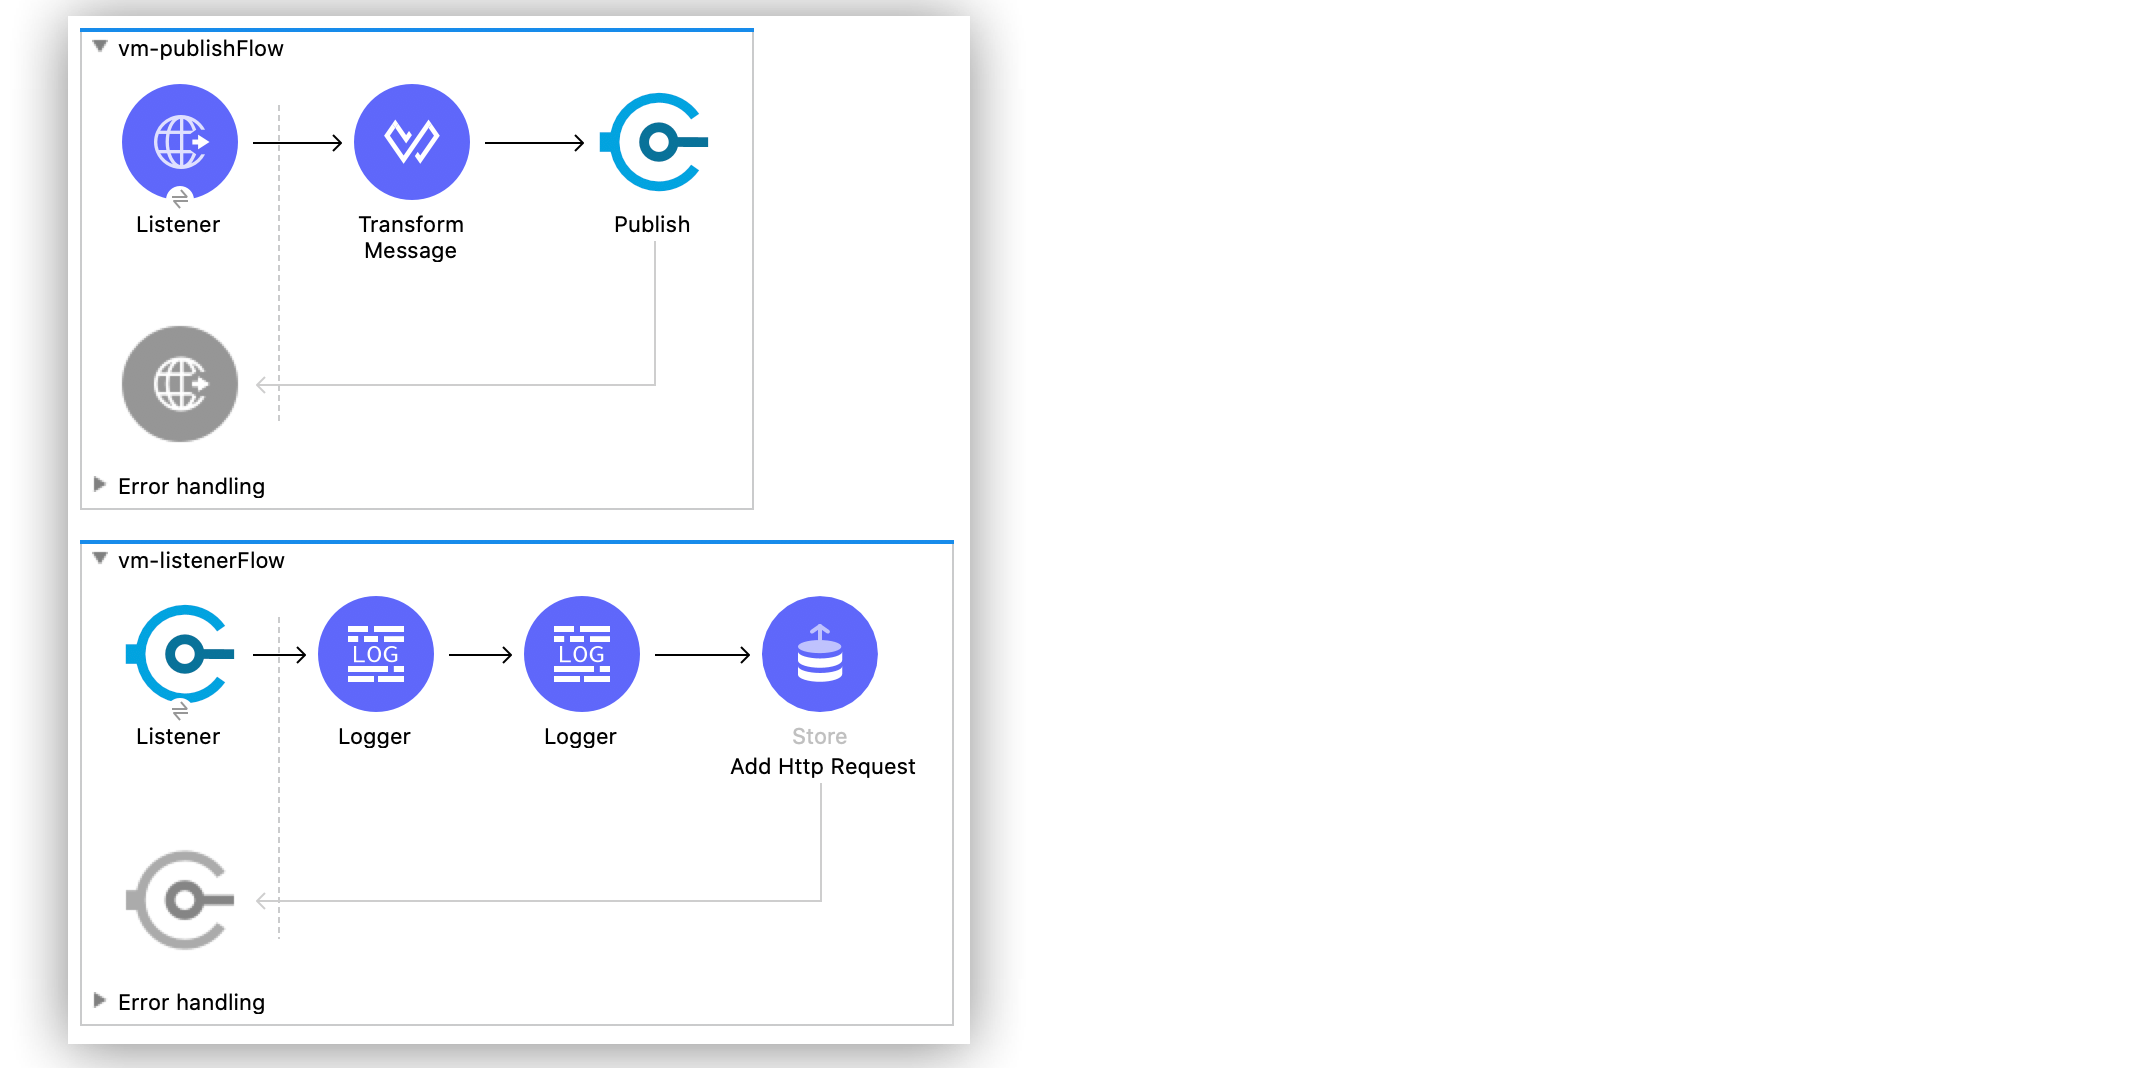 vm-publishFlow
Listener
Transform
Message
Publish
Error handling
vm-listenerFlow
LOG
LOG
Listener
Logger
Logger
Store
Add Http Request
Error handling